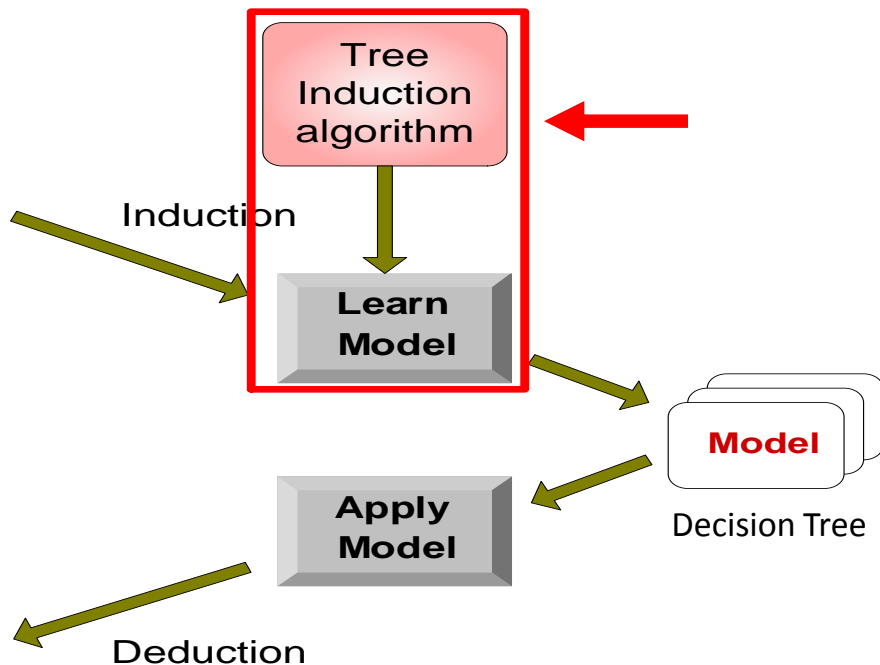 Tree
Induction
algorithm
Induction
Learn
Model
Model
Decision Tree
Apply
Model
Deduction